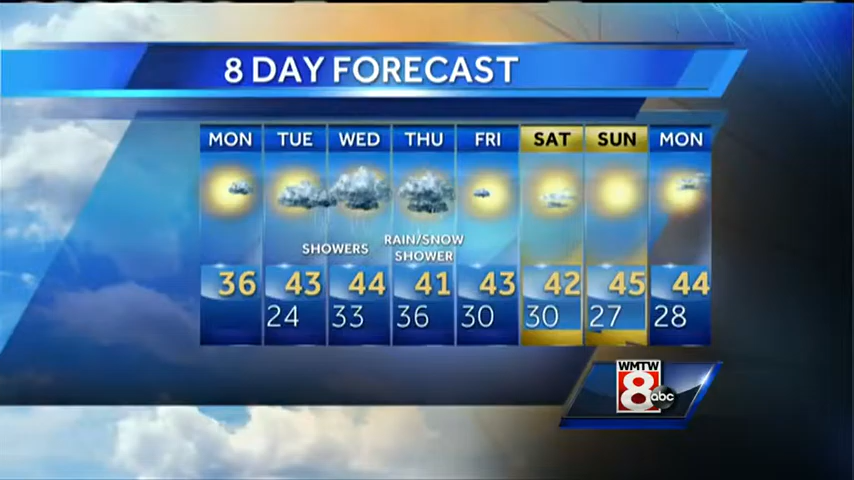 8 DAY FORECAST
MON TUE WED THU FRI SAT SUN MON
SHOWERS
RAIN/SNOW
SHOWER
36 43 44 41 43 42 45 44
24 33 36 30 30 27 28
WMTW
8
abc